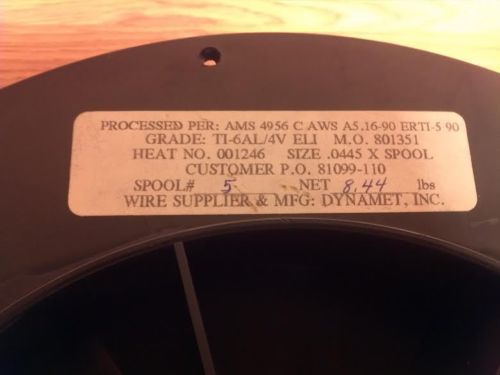 PROCESSED PER: AMS 4956 C AWS A5.16-90 ERTI-5 90
GRADE: TI-6AL/4V ELI M.O. 801351
HEAT NO. 001246 SIZE .0445 X SPOOL
CUSTOMER P.O. 81099-110
SPOOL# 5 NET 8.44 lbs
WIRE SUPPLIER & MFG: DYNAMET, INC.